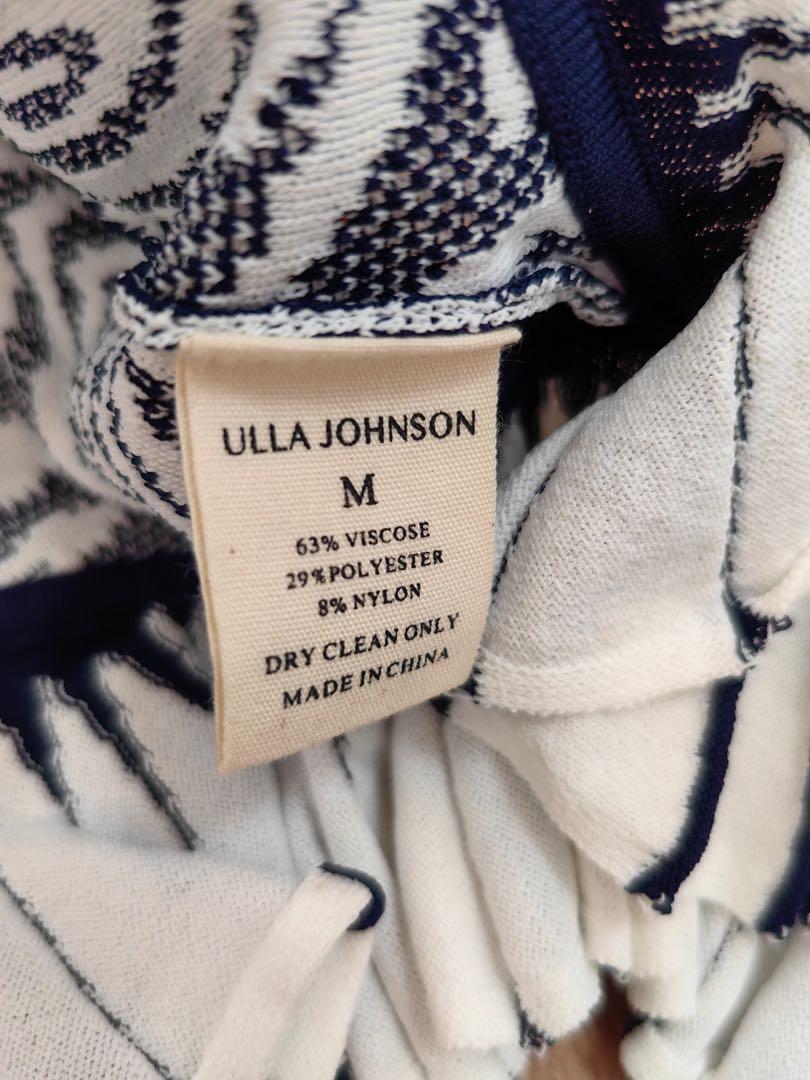 ULLA JOHNSON
M
63% VISCOSE
29%POLYESTER
8% NYLON
DRY CLEAN ONLY
MADE IN CHINA